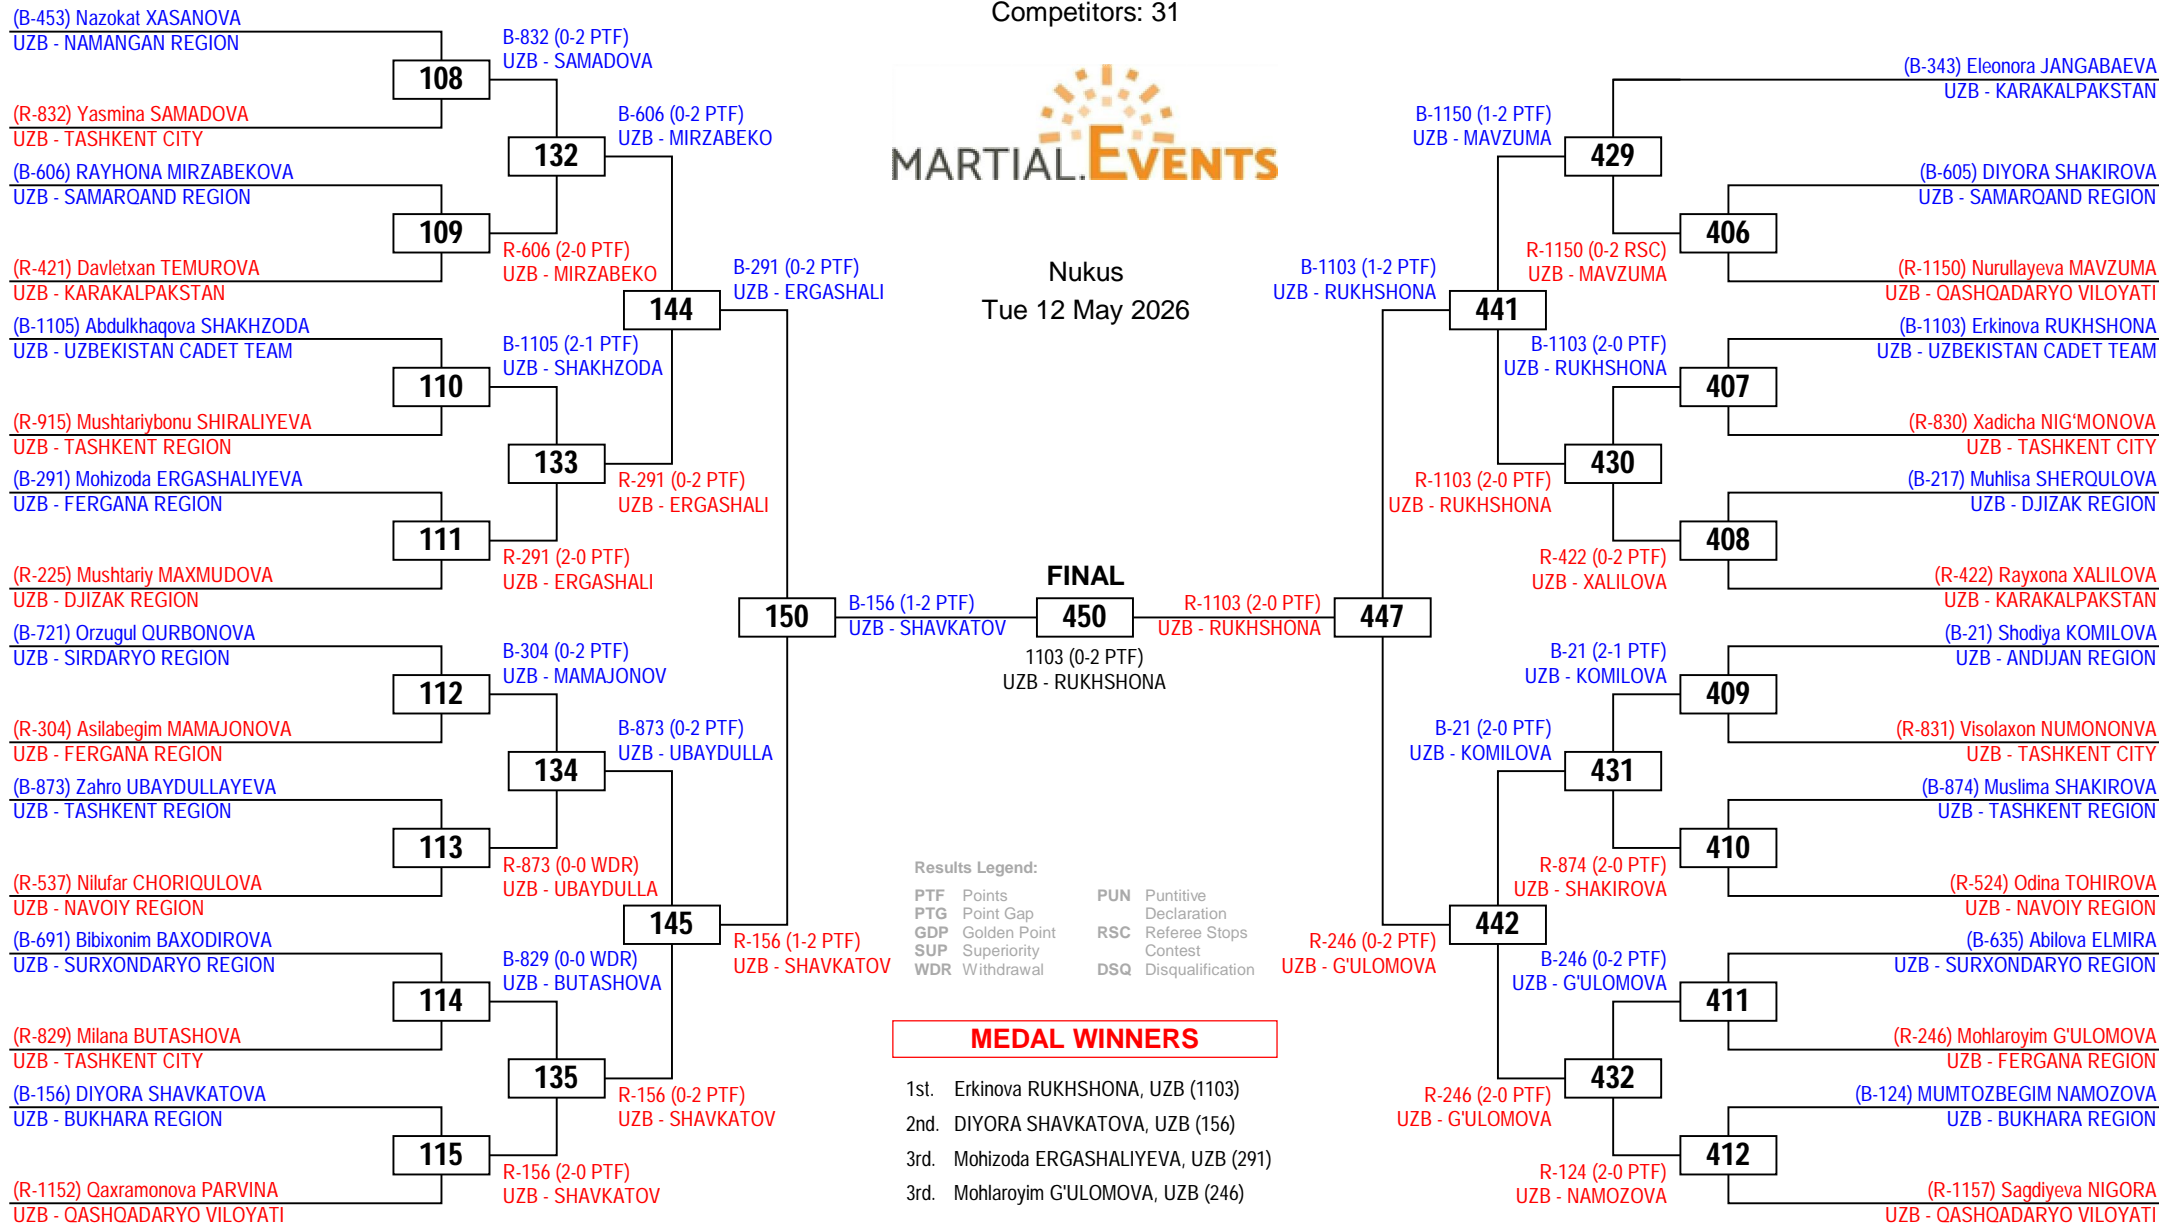 Competitors: 31
MARTIAL.EVENTS
Nukus
Tue 12 May 2026
(B-453) Nazokat XASANOVA
UZB - NAMANGAN REGION
108
(R-832) Yasmina SAMADOVA
UZB - TASHKENT CITY
(B-606) RAYHONA MIRZABEKOVA
UZB - SAMARQAND REGION
109
(R-421) Davletxan TEMUROVA
UZB - KARAKALPAKSTAN
(B-1105) Abdulkhaqova SHAKHZODA
UZB - UZBEKISTAN CADET TEAM
110
(R-915) Mushtariybonu SHIRALIYEVA
UZB - TASHKENT REGION
(B-291) Mohizoda ERGASHALIYEVA
UZB - FERGANA REGION
111
(R-225) Mushtariy MAXMUDOVA
UZB - DJIZAK REGION
(B-721) Orzugul QURBONOVA
UZB - SIRDARYO REGION
112
(R-304) Asilabegim MAMAJONOVA
UZB - FERGANA REGION
(B-873) Zahro UBAYDULLAYEVA
UZB - TASHKENT REGION
113
(R-537) Nilufar CHORIQULOVA
UZB - NAVOIY REGION
(B-691) Bibixonim BAXODIROVA
UZB - SURXONDARYO REGION
114
(R-829) Milana BUTASHOVA
UZB - TASHKENT CITY
(B-156) DIYORA SHAVKATOVA
UZB - BUKHARA REGION
115
(R-1152) Qaxramonova PARVINA
UZB - QASHQADARYO VILOYATI
B-832 (0-2 PTF)
UZB - SAMADOVA
132
R-606 (2-0 PTF)
UZB - MIRZABEKO
B-1105 (2-1 PTF)
UZB - SHAKHZODA
133
R-291 (2-0 PTF)
UZB - ERGASHALI
B-304 (0-2 PTF)
UZB - MAMAJONOV
134
R-873 (0-0 WDR)
UZB - UBAYDULLA
B-829 (0-0 WDR)
UZB - BUTASHOVA
135
R-156 (2-0 PTF)
UZB - SHAVKATOV
B-606 (0-2 PTF)
UZB - MIRZABEKO
144
R-291 (0-2 PTF)
UZB - ERGASHALI
B-873 (0-2 PTF)
UZB - UBAYDULLA
145
R-156 (0-2 PTF)
UZB - SHAVKATOV
B-291 (0-2 PTF)
UZB - ERGASHALI
150
R-156 (1-2 PTF)
UZB - SHAVKATOV
B-156 (1-2 PTF)
UZB - SHAVKATOV
FINAL
450
1103 (0-2 PTF)
UZB - RUKHSHONA
R-1103 (2-0 PTF)
UZB - RUKHSHONA
447
B-1103 (1-2 PTF)
UZB - RUKHSHONA
R-246 (0-2 PTF)
UZB - G'ULOMOVA
B-1150 (1-2 PTF)
UZB - MAVZUMA
441
R-1103 (2-0 PTF)
UZB - RUKHSHONA
B-21 (2-0 PTF)
UZB - KOMILOVA
442
R-246 (2-0 PTF)
UZB - G'ULOMOVA
429
R-1150 (0-2 RSC)
UZB - MAVZUMA
B-1103 (2-0 PTF)
UZB - RUKHSHONA
430
R-422 (0-2 PTF)
UZB - XALILOVA
B-21 (2-1 PTF)
UZB - KOMILOVA
431
R-874 (2-0 PTF)
UZB - SHAKIROVA
B-246 (0-2 PTF)
UZB - G'ULOMOVA
432
R-124 (2-0 PTF)
UZB - NAMOZOVA
(B-343) Eleonora JANGABAEVA
UZB - KARAKALPAKSTAN
(B-605) DIYORA SHAKIROVA
UZB - SAMARQAND REGION
406
(R-1150) Nurullayeva MAVZUMA
UZB - QASHQADARYO VILOYATI
(B-1103) Erkinova RUKHSHONA
UZB - UZBEKISTAN CADET TEAM
407
(R-830) Xadicha NIG‘MONOVA
UZB - TASHKENT CITY
(B-217) Muhlisa SHERQULOVA
UZB - DJIZAK REGION
408
(R-422) Rayxona XALILOVA
UZB - KARAKALPAKSTAN
(B-21) Shodiya KOMILOVA
UZB - ANDIJAN REGION
409
(R-831) Visolaxon NUMONONVA
UZB - TASHKENT CITY
(B-874) Muslima SHAKIROVA
UZB - TASHKENT REGION
410
(R-524) Odina TOHIROVA
UZB - NAVOIY REGION
(B-635) Abilova ELMIRA
UZB - SURXONDARYO REGION
411
(R-246) Mohlaroyim G'ULOMOVA
UZB - FERGANA REGION
(B-124) MUMTOZBEGIM NAMOZOVA
UZB - BUKHARA REGION
412
(R-1157) Sagdiyeva NIGORA
UZB - QASHQADARYO VILOYATI
Results Legend:
PTF Points
PTG Point Gap
GDP Golden Point
SUP Superiority
WDR Withdrawal
PUN Puntitive
Declaration
RSC Referee Stops
Contest
DSQ Disqualification
MEDAL WINNERS
1st. Erkinova RUKHSHONA, UZB (1103)
2nd. DIYORA SHAVKATOVA, UZB (156)
3rd. Mohizoda ERGASHALIYEVA, UZB (291)
3rd. Mohlaroyim G'ULOMOVA, UZB (246)